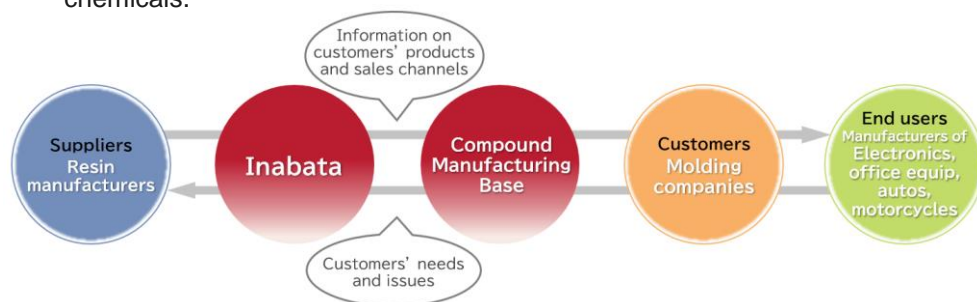 chemicals.
Information on
customers' products
and sales channels
Suppliers
Resin
manufacturers
Inabata
Compound
Manufacturing
Base
Customers
Molding
companies
End users
Manufacturers of
Electronics,
office equip,
autos,
motorcycles
Customers' needs
and issues